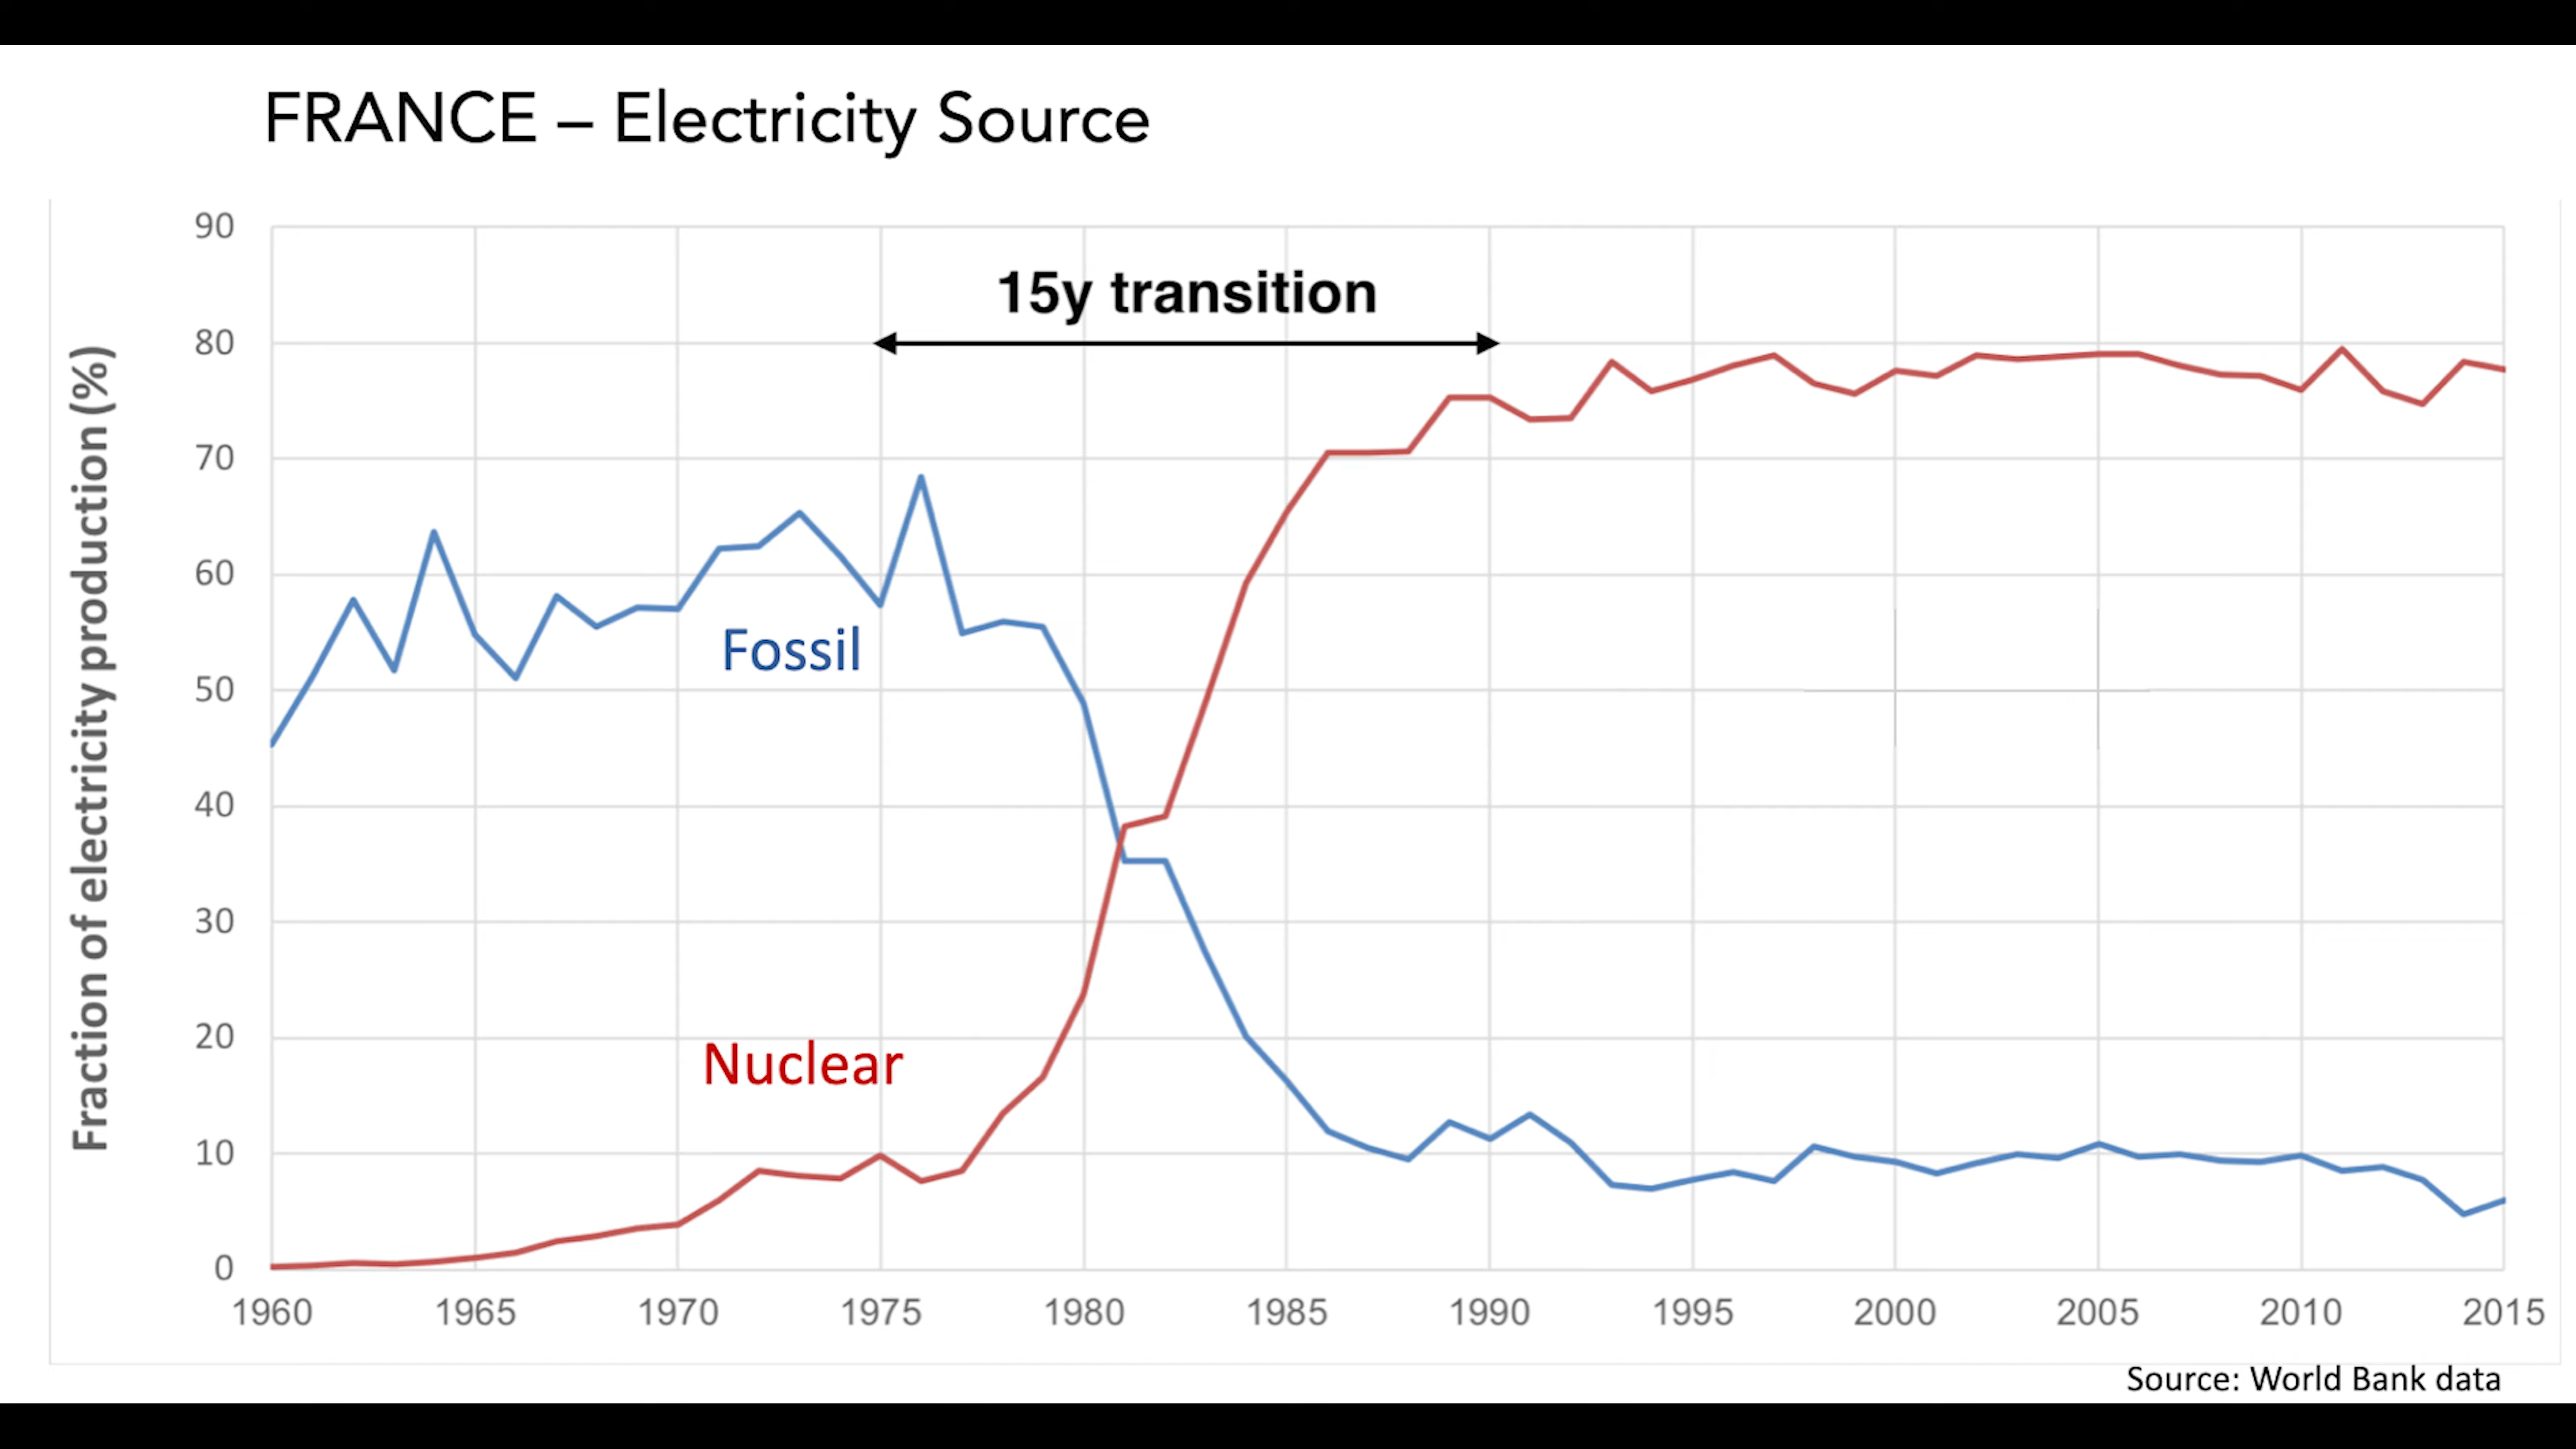 FRANCE – Electricity Source
Fraction of electricity production (%)
90
80
70
60
50
40
30
20
10
0
15y transition
Fossil
Nuclear
1960 1965 1970 1975 1980 1985 1990 1995 2000 2005 2010 2015
Source: World Bank data